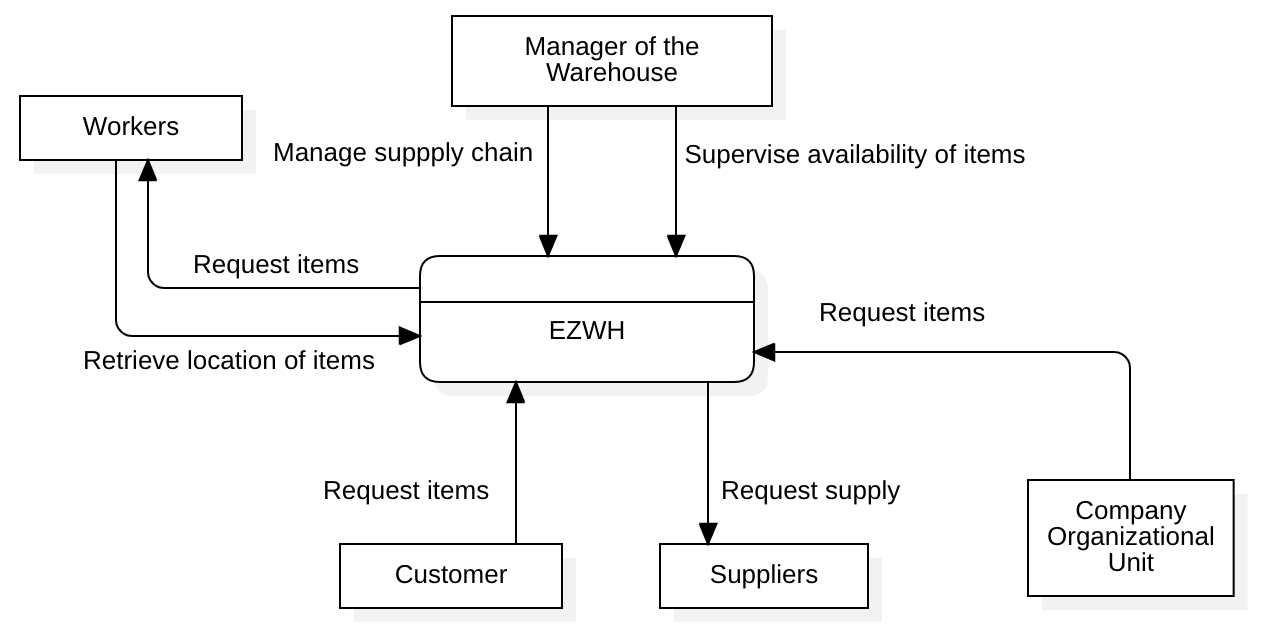 Manager of the
Warehouse
Workers
Manage suppply chain
Supervise availability of items
Request items
Request items
EZWH
Retrieve location of items
Request items
Request supply
Company
Organizational
Unit
Customer
Suppliers